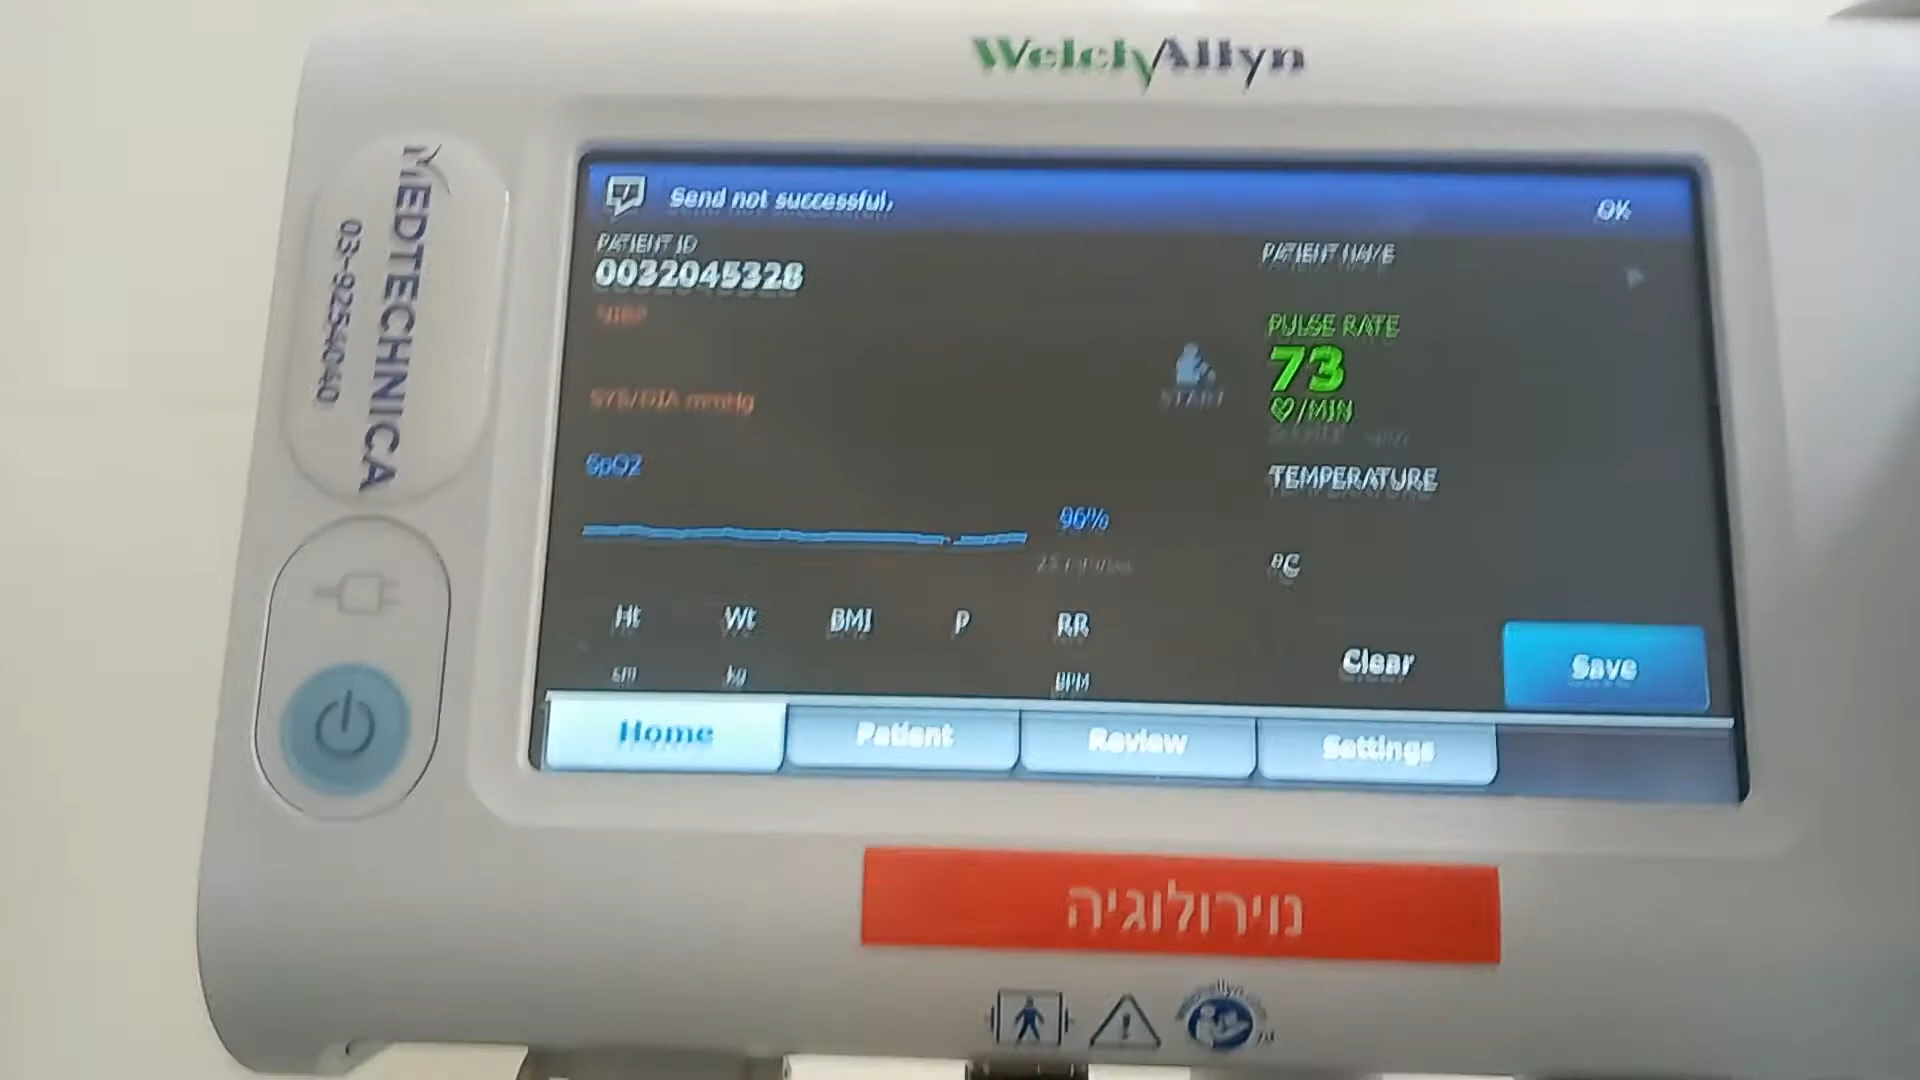 WelchAllyn
MEDTECHNICA
03-9254040
Send not successful.
OK
PATIENT ID
0032045328
PATIENT NAME
NIBP
SYS/DIA mmHg
START
PULSE RATE
73
/MIN
SpO2
96%
TEMPERATURE
°C
Ht
Wt
BMI
P
RR
cm
kg
BPM
Clear
Save
Home
Patient
Review
Settings
נוירולוגיה